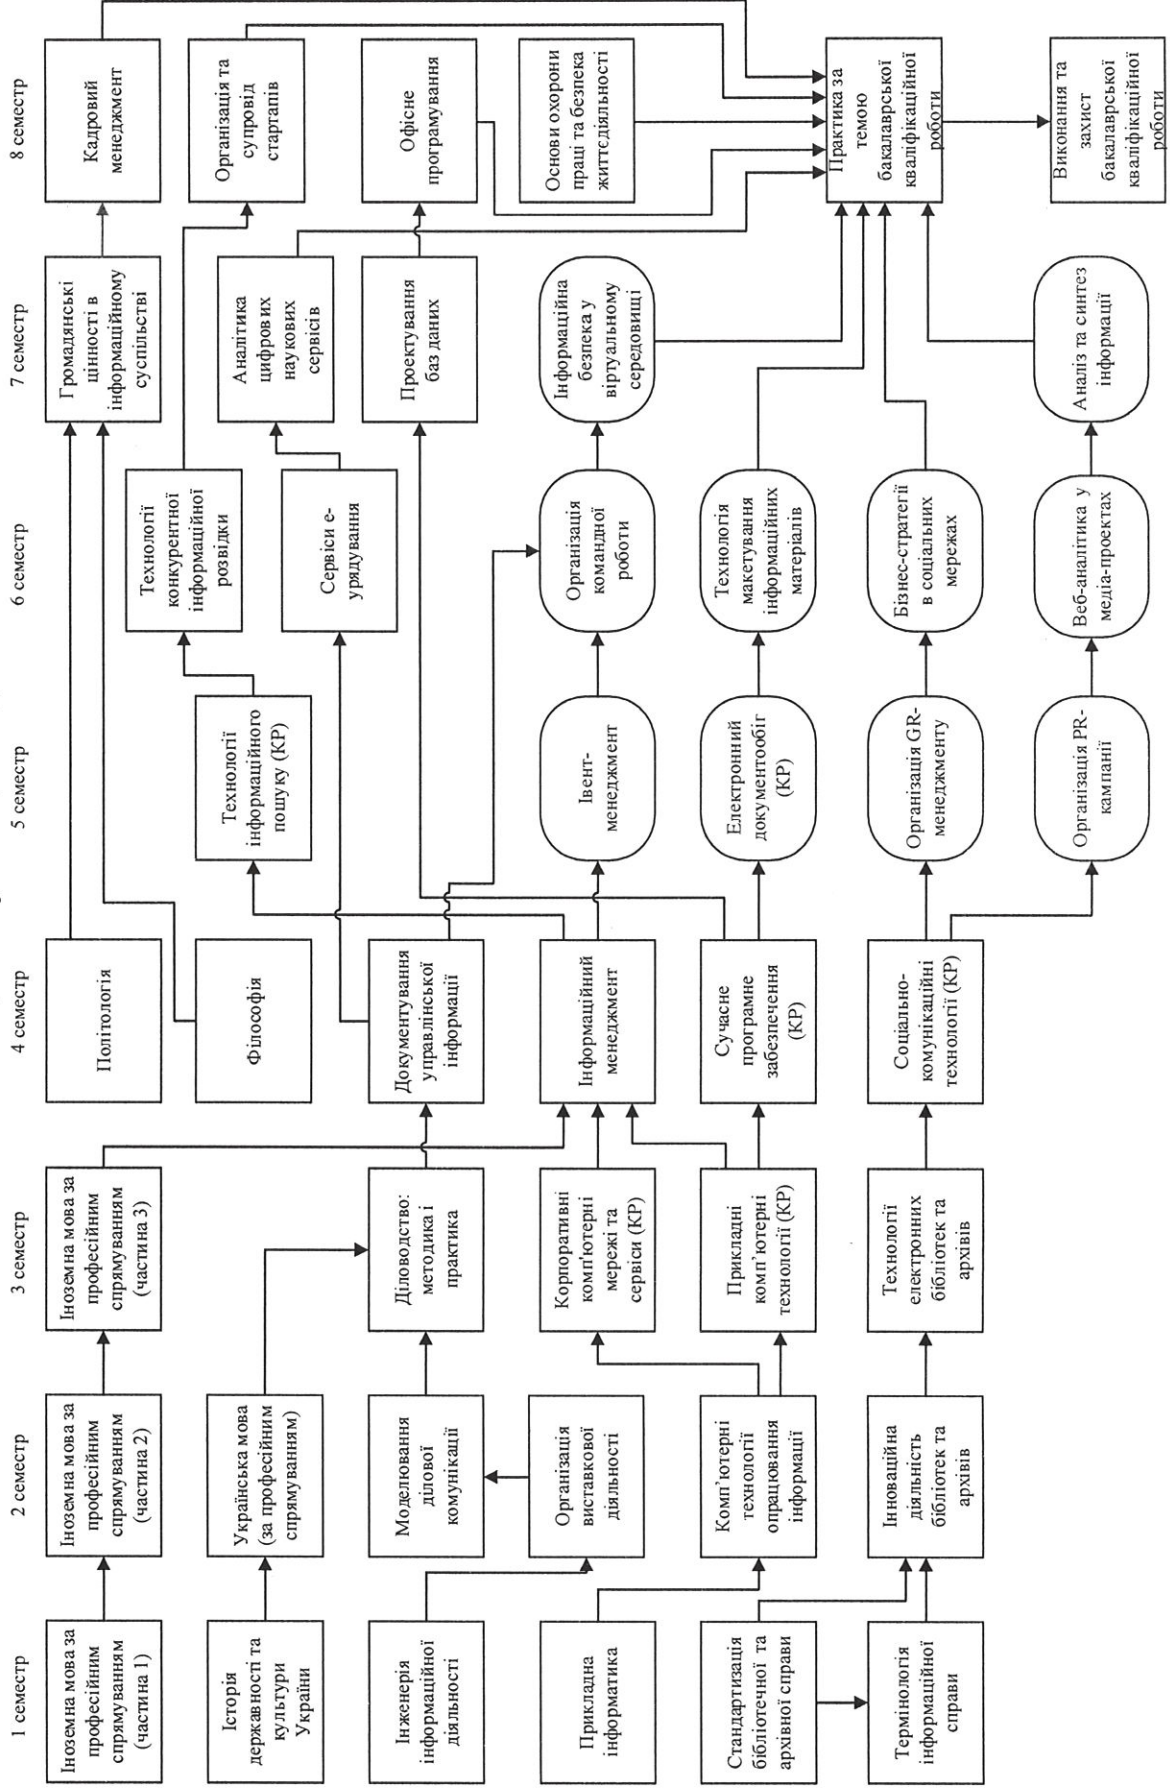 1 семестр
2 семестр
3 семестр
4 семестр
5 семестр
6 семестр
7 семестр
8 семестр
Іноземна мова за
професійним
спрямуванням
(частина 1)
Історія
державності та
культури
України
Інженерія
інформаційної
діяльності
Прикладна
інформатика
Стандартизація
бібліотечної та
архівної справи
Термінологія
інформаційної
справи
Іноземна мова за
професійним
спрямуванням
(частина 2)
Українська мова
(за професійним
спрямуванням)
Моделювання
ділової
комунікації
Організація
виставкової
діяльності
Комп’ютерні
технології
опрацювання
інформації
Інноваційна
діяльність
бібліотек та
архівів
Іноземна мова за
професійним
спрямуванням
(частина 3)
Діловодство:
методика і
практика
Корпоративні
комп'ютерні
мережі та
сервіси (КР)
Прикладні
комп’ютерні
технології (КР)
Технології
електронних
бібліотек та
архівів
Політологія
Філософія
Документування
управлінської
інформації
Інформаційний
менеджмент
Сучасне
програмне
забезпечення
(КР)
Соціально-
комунікаційні
технології (КР)
Технології
інформаційного
пошуку (КР)
Івент-
менеджмент
Електронний
документообіг
(КР)
Організація GR-
менеджменту
Організація PR-
кампанії
Технології
конкурентної
інформаційної
розвідки
Сервіси е-
урядування
Організація
командної
роботи
Технологія
макетування
інформаційних
матеріалів
Бізнес-стратегії
в соціальних
мережах
Веб-аналітика у
медіа-проектах
Громадянські
цінності в
інформаційному
суспільстві
Аналітика
цифрових
наукових
сервісів
Проектування
баз даних
Інформаційна
безпека у
віртуальному
середовищі
Аналіз та синтез
інформації
Кадровий
менеджмент
Організація та
супровід
стартапів
Офісне
програмування
Основи охорони
праці та безпека
життєдіяльності
Практика за
темою
бакалаврської
кваліфікаційної
роботи
Виконання та
захист
бакалаврської
кваліфікаційної
роботи